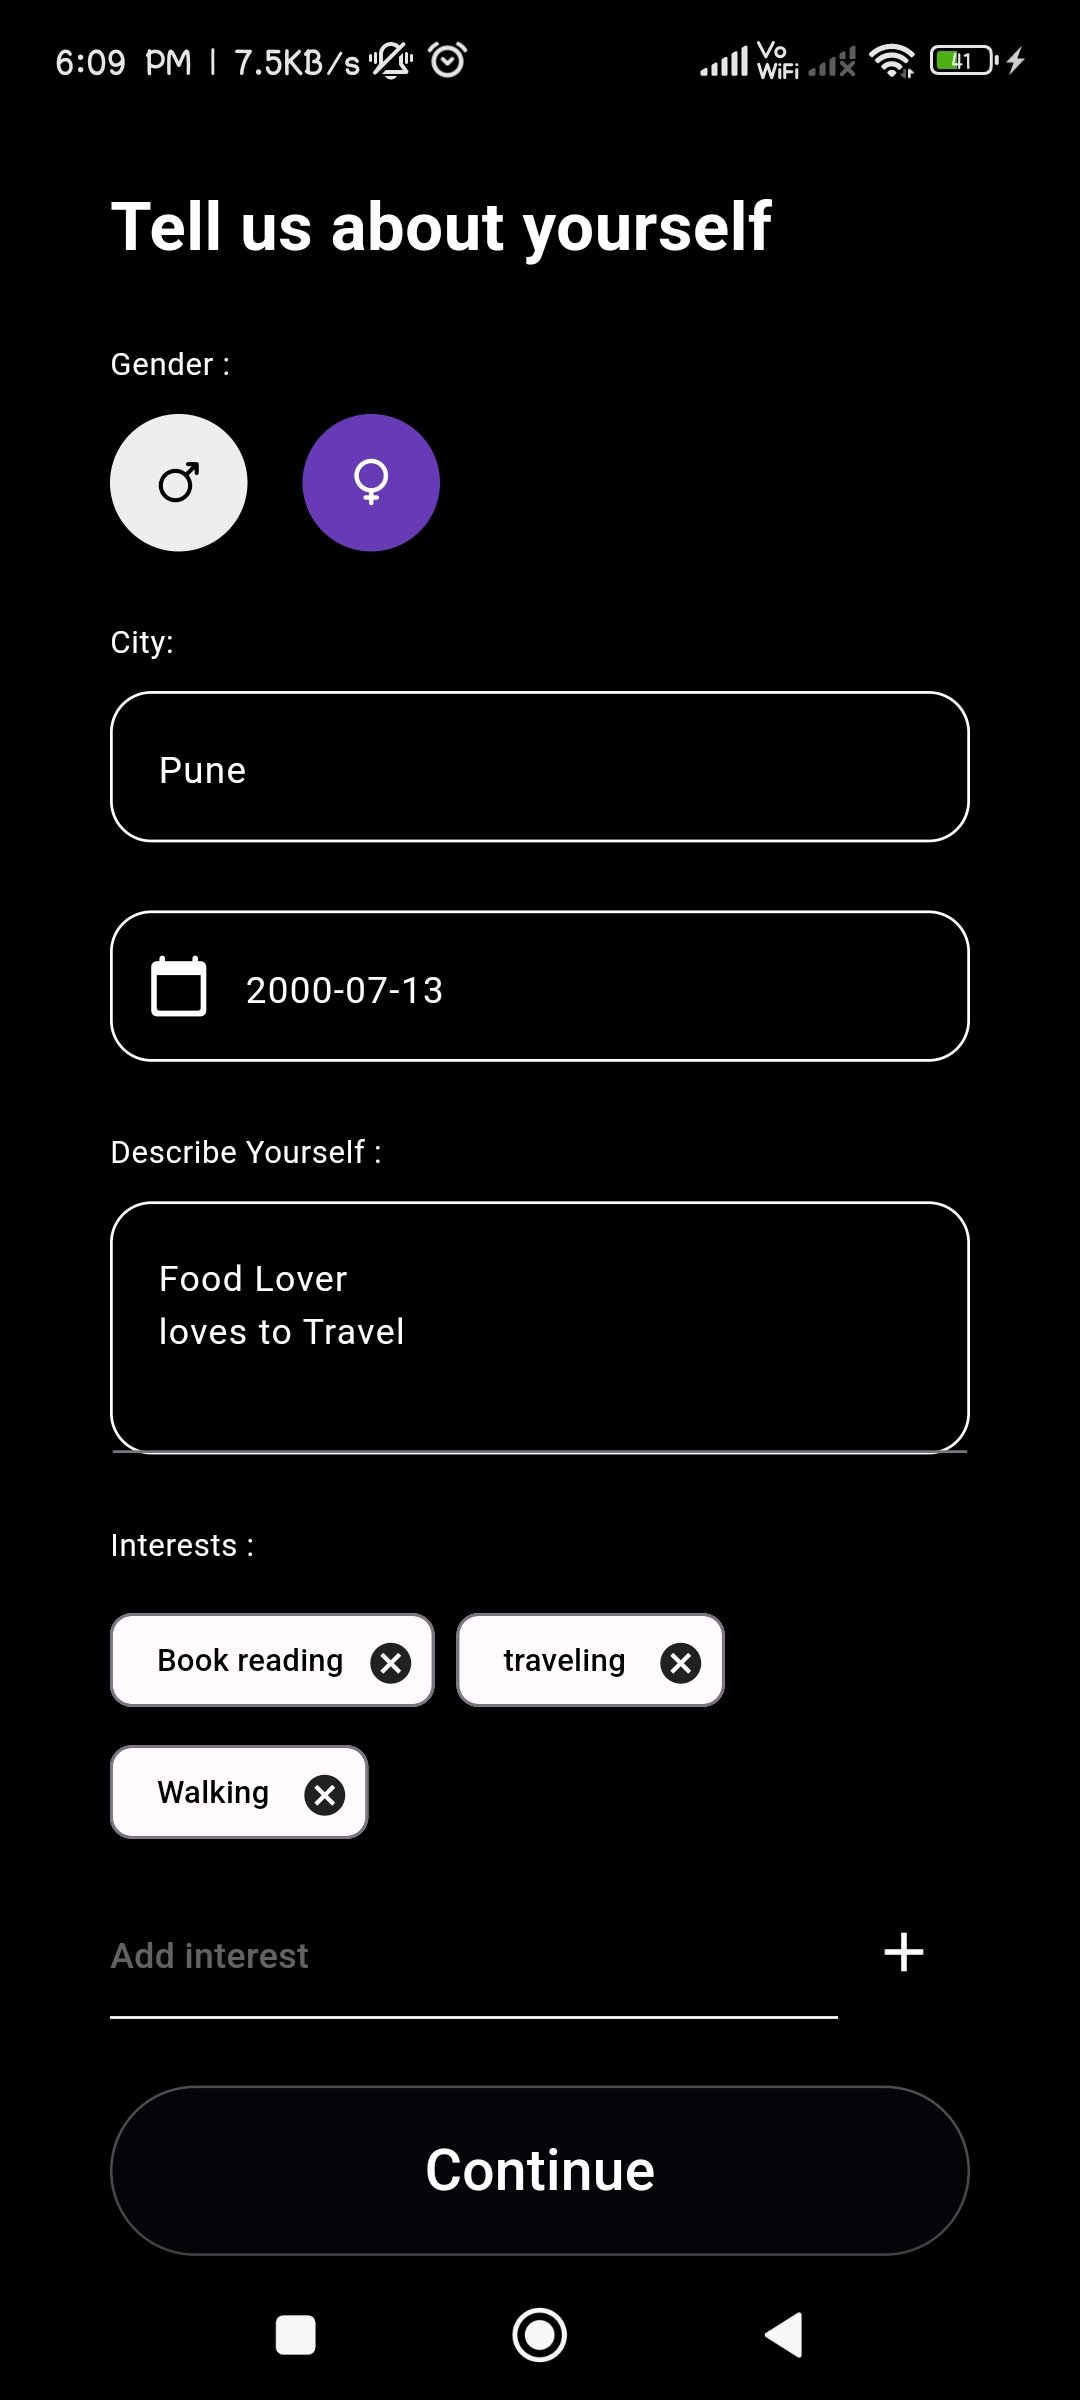 6:09 PM | 7.5KB/s Vo WiFi 41
Tell us about yourself
Gender :
City:
Pune
2000-07-13
Describe Yourself :
Food Lover
loves to Travel
Interests :
Book reading traveling
Walking
Add interest
Continue